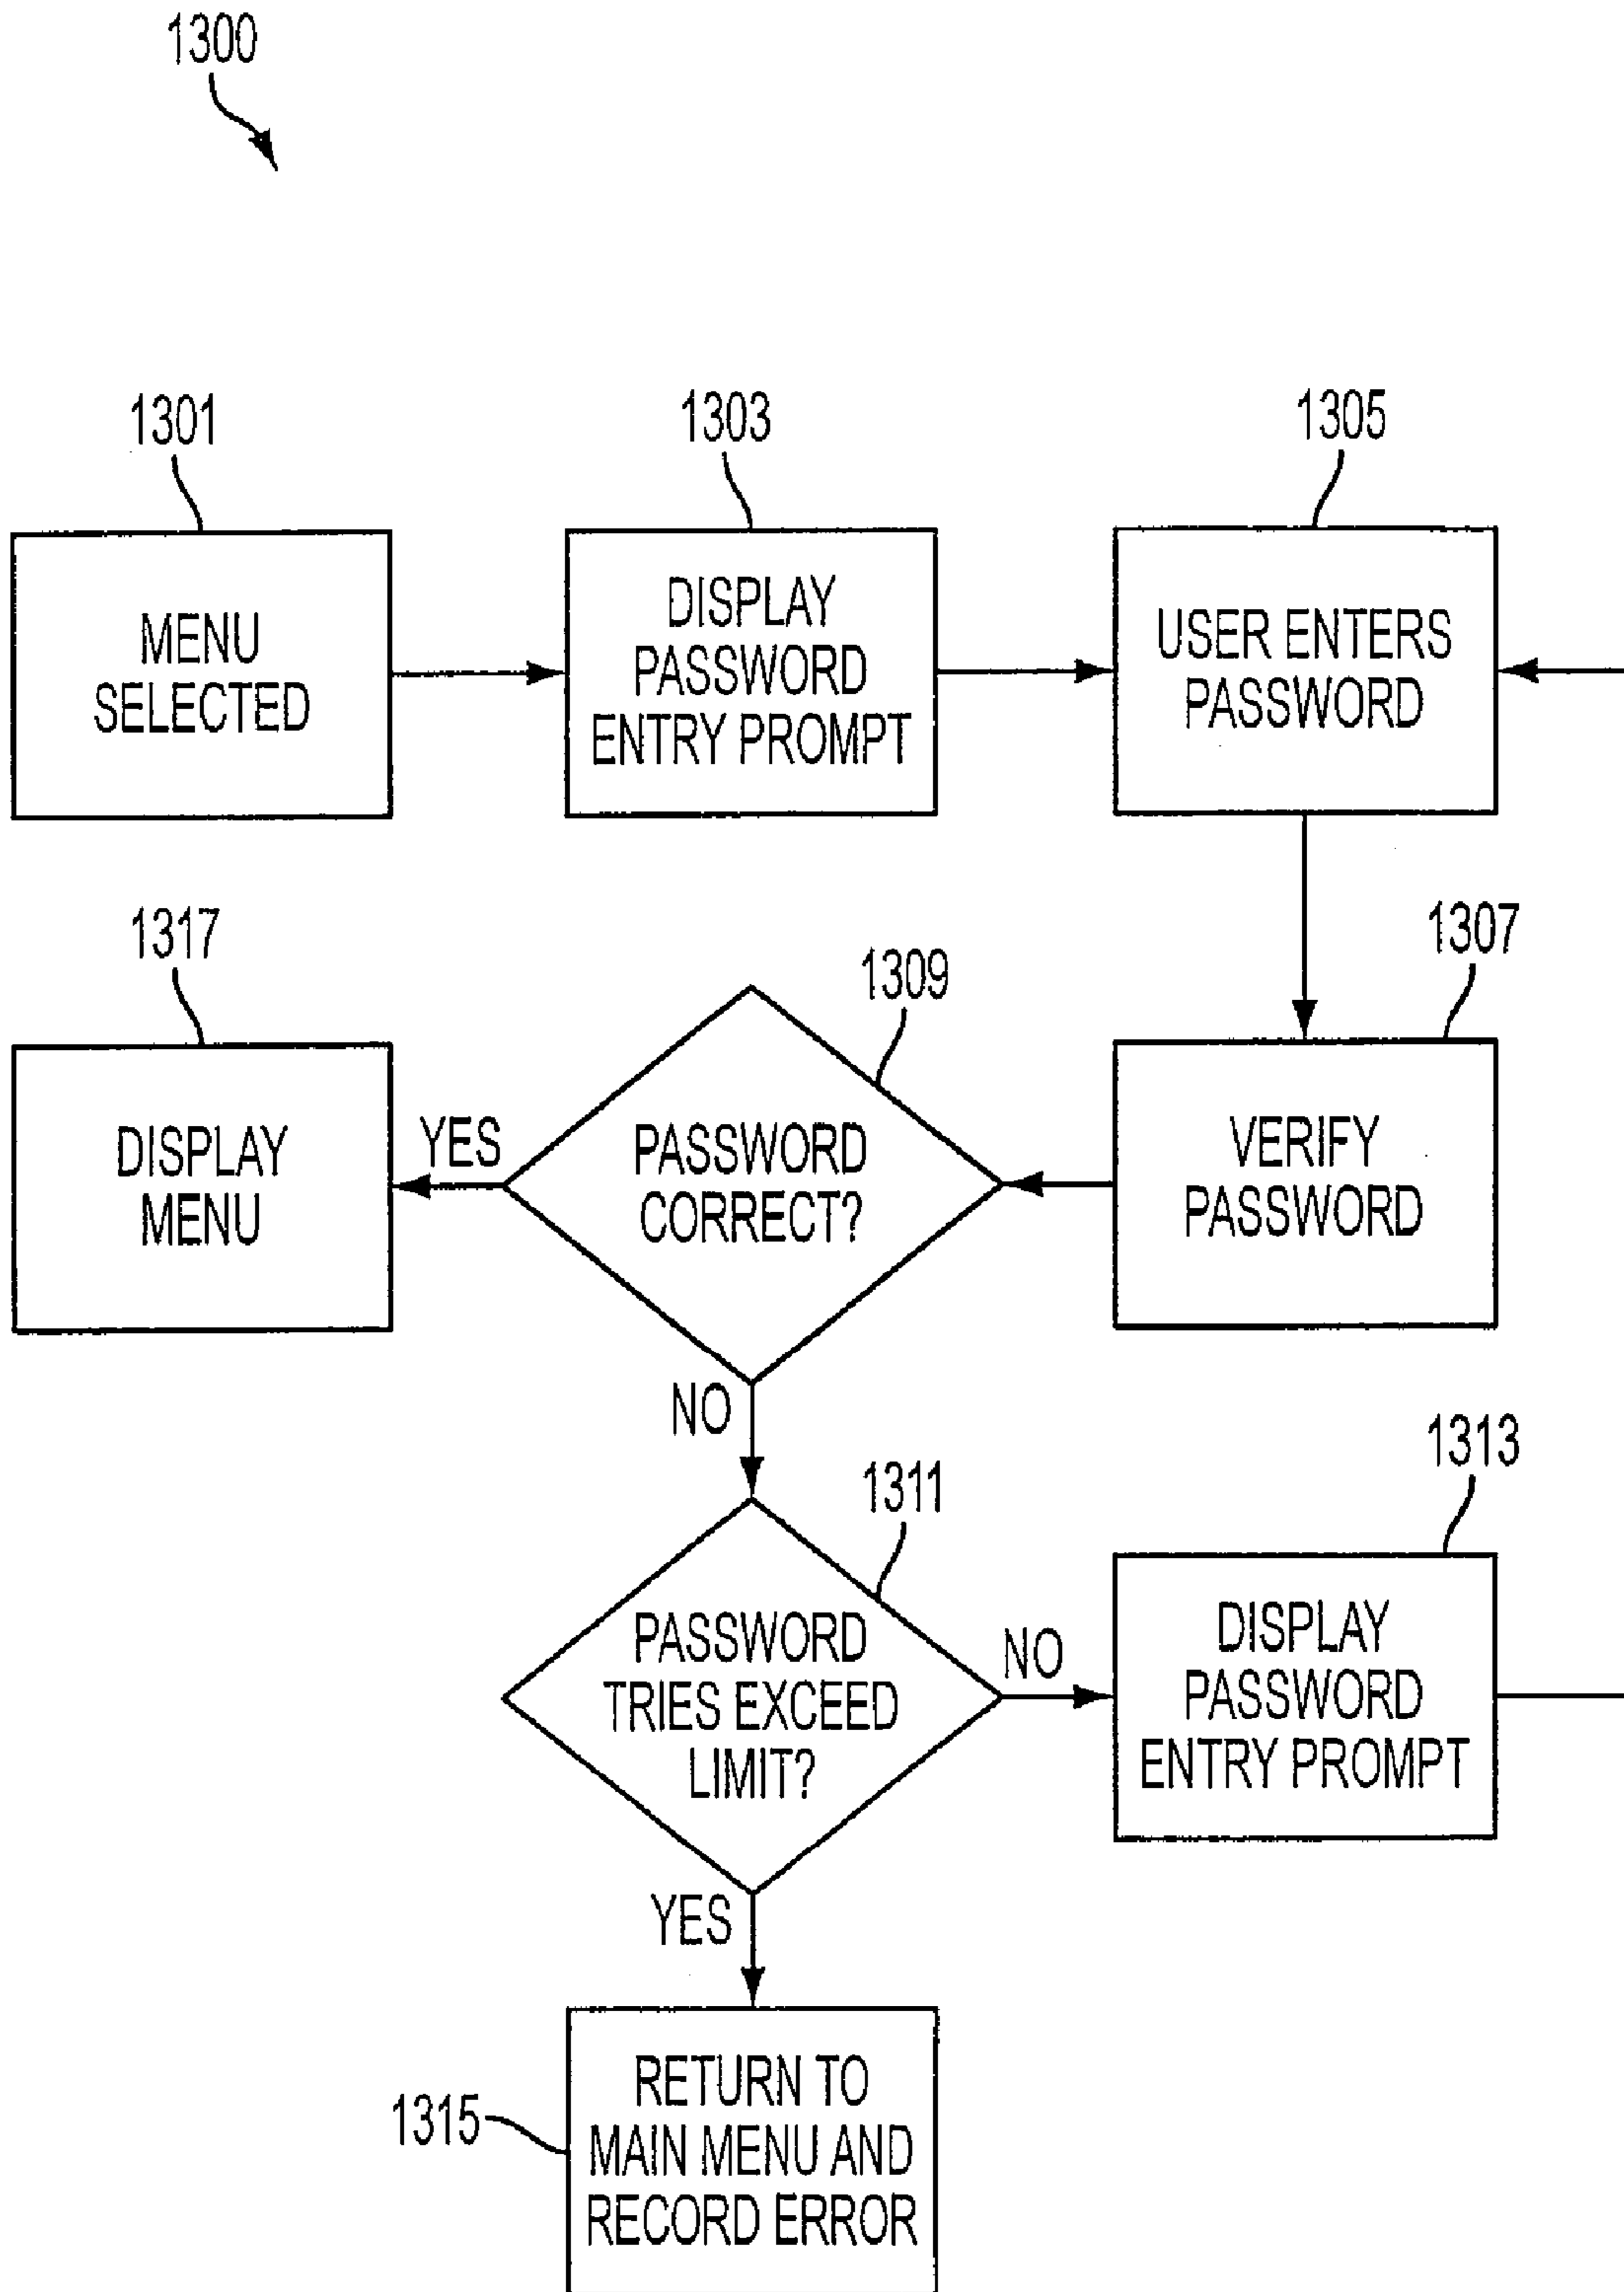 1300
1301
1303
1305
MENU
SELECTED
DISPLAY
PASSWORD
ENTRY PROMPT
USER ENTERS
PASSWORD
1317
1309
1307
DISPLAY
MENU
YES
PASSWORD
CORRECT?
VERIFY
PASSWORD
NO
1311
1313
PASSWORD
TRIES EXCEED
LIMIT?
NO
DISPLAY
PASSWORD
ENTRY PROMPT
YES
1315
RETURN TO
MAIN MENU AND
RECORD ERROR